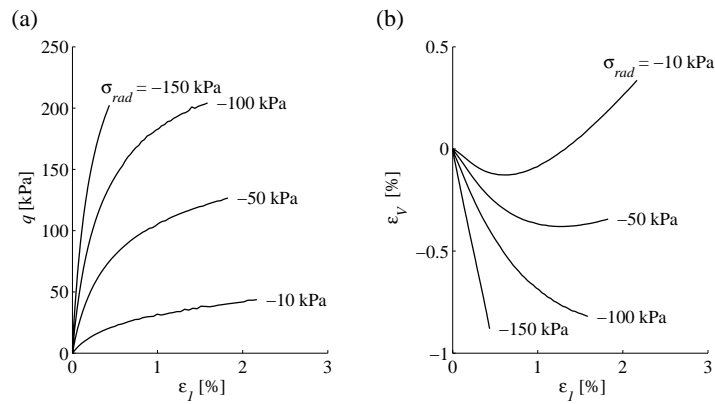 (a)
250
200
150
100
50
0
q [kPa]
0
1
2
3
ε1 [%]
σrad = −150 kPa
−100 kPa
−50 kPa
−10 kPa
(b)
0.5
0
−0.5
−1
εV [%]
0
1
2
3
ε1 [%]
σrad = −10 kPa
−50 kPa
−100 kPa
−150 kPa